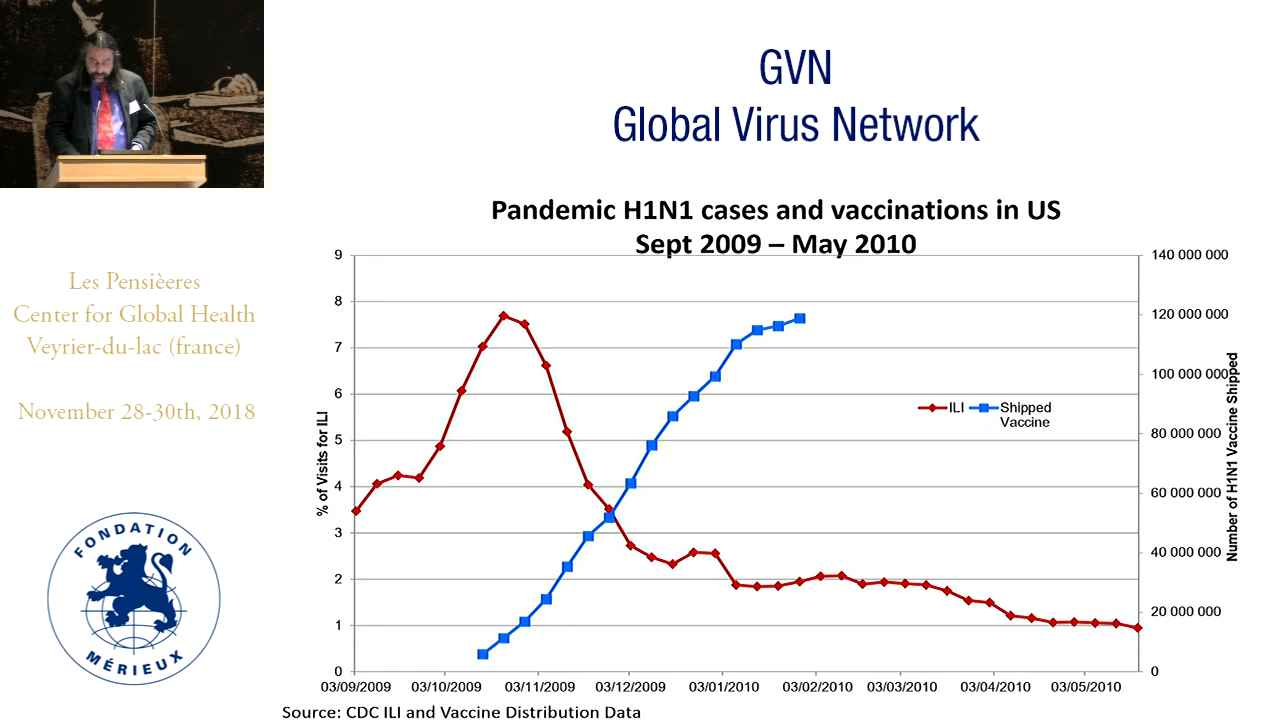 GVN
Global Virus Network
Les Pensièeres
Center for Global Health
Veyrier-du-lac (france)
November 28-30th, 2018
FONDATION
MÉRIEUX
Pandemic H1N1 cases and vaccinations in US
Sept 2009 – May 2010
% of Visits for ILI
9
8
7
6
5
4
3
2
1
0
ILI
Shipped
Vaccine
140 000 000
120 000 000
100 000 000
80 000 000
60 000 000
40 000 000
20 000 000
0
Number of H1N1 Vaccine Shipped
03/09/2009 03/10/2009 03/11/2009 03/12/2009 03/01/2010 03/02/2010 03/03/2010 03/04/2010 03/05/2010
Source: CDC ILI and Vaccine Distribution Data